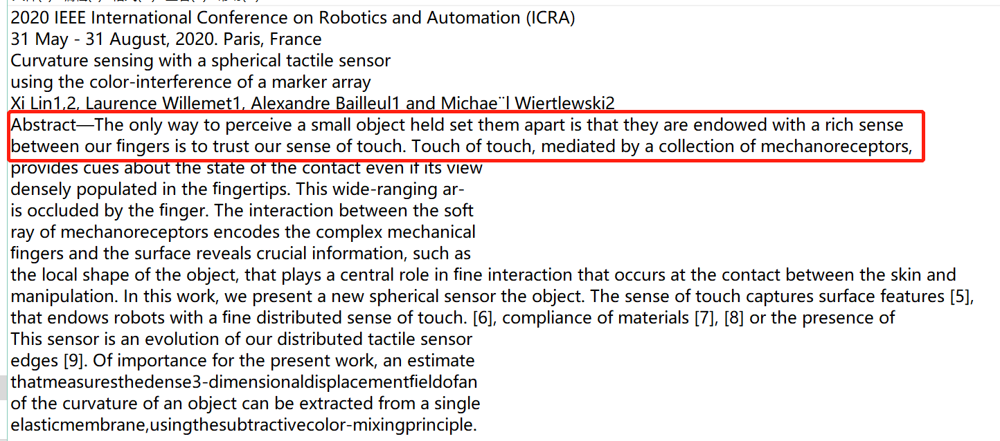 2020 IEEE International Conference on Robotics and Automation (ICRA)
31 May - 31 August, 2020. Paris, France
Curvature sensing with a spherical tactile sensor
using the color-interference of a marker array
Xi Lin1,2, Laurence Willemet1, Alexandre Bailleul1 and Michae¨l Wiertlewski2
Abstract—The only way to perceive a small object held set them apart is that they are endowed with a rich sense
between our fingers is to trust our sense of touch. Touch of touch, mediated by a collection of mechanoreceptors,
provides cues about the state of the contact even if its view
densely populated in the fingertips. This wide-ranging ar-
is occluded by the finger. The interaction between the soft
ray of mechanoreceptors encodes the complex mechanical
fingers and the surface reveals crucial information, such as
the local shape of the object, that plays a central role in fine interaction that occurs at the contact between the skin and
manipulation. In this work, we present a new spherical sensor the object. The sense of touch captures surface features [5],
that endows robots with a fine distributed sense of touch. [6], compliance of materials [7], [8] or the presence of
This sensor is an evolution of our distributed tactile sensor
edges [9]. Of importance for the present work, an estimate
thatmeasuresthedense3-dimensionaldisplacementfieldofan
of the curvature of an object can be extracted from a single
elasticmembrane,usingthesubtractivecolor-mixingprinciple.